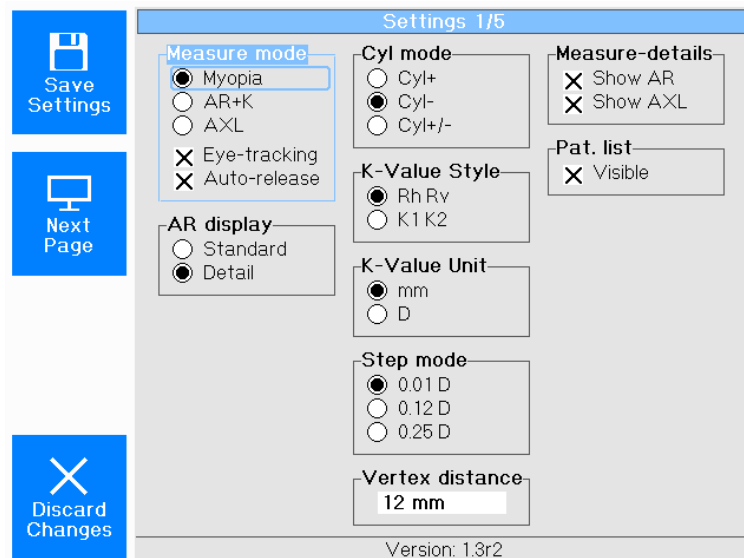 Settings 1/5
Save
Settings
Next
Page
Discard
Changes
Measure mode
Myopia
AR+K
AXL
Eye-tracking
Auto-release
AR display
Standard
Detail
Cyl mode
Cyl+
Cyl-
Cyl+/-
K-Value Style
Rh Rv
K1 K2
K-Value Unit
mm
D
Step mode
0.01 D
0.12 D
0.25 D
Vertex distance
12 mm
Measure-details
Show AR
Show AXL
Pat. list
Visible
Version: 1.3r2